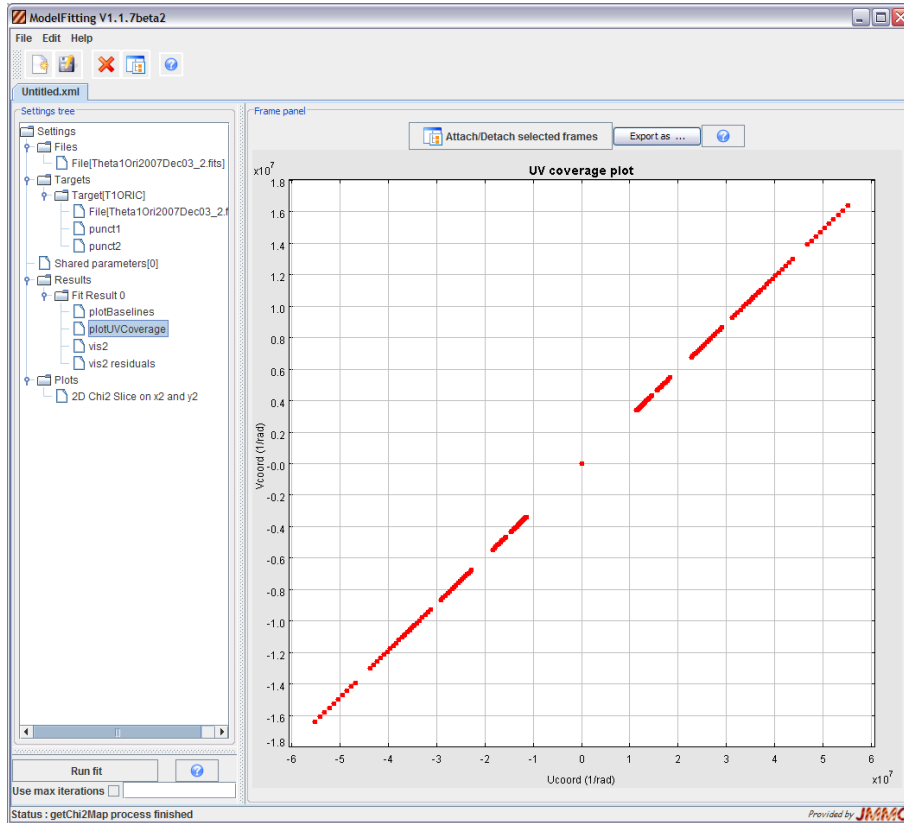 ModelFitting V1.1.7beta2
File Edit Help
Untitled.xml
Settings tree
Settings
Files
File[Theta1Ori2007Dec03_2.fits]
Targets
Target[T1ORIC]
File[Theta1Ori2007Dec03_2.f
punct1
punct2
Shared parameters[0]
Results
Fit Result 0
plotBaselines
plotUVCoverage
vis2
vis2 residuals
Plots
2D Chi2 Slice on x2 and y2
Run fit
Use max iterations
Status : getChi2Map process finished
Frame panel
Attach/Detach selected frames
Export as ...
UV coverage plot
x10⁷
1.8
1.6
1.4
1.2
1.0
0.8
0.6
0.4
0.2
-0.0
-0.2
-0.4
-0.6
-0.8
-1.0
-1.2
-1.4
-1.6
-1.8
Vcoord (1/rad)
-6 -5 -4 -3 -2 -1 0 1 2 3 4 5 6
Ucoord (1/rad)
x10⁷
Provided by JMMC